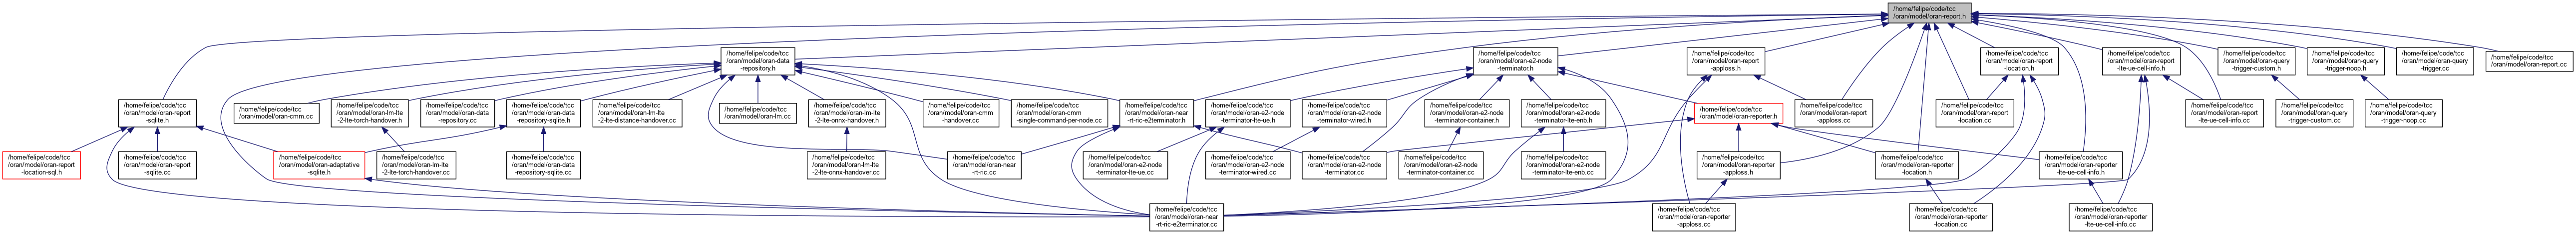 /home/felipe/code/tcc
/oran/model/oran-report.h
/home/felipe/code/tcc
/oran/model/oran-data
-repository.h
/home/felipe/code/tcc
/oran/model/oran-e2-node
-terminator.h
/home/felipe/code/tcc
/oran/model/oran-report
-apploss.h
/home/felipe/code/tcc
/oran/model/oran-report
-location.h
/home/felipe/code/tcc
/oran/model/oran-report
-lte-ue-cell-info.h
/home/felipe/code/tcc
/oran/model/oran-query
-trigger-custom.h
/home/felipe/code/tcc
/oran/model/oran-query
-trigger-noop.h
/home/felipe/code/tcc
/oran/model/oran-query
-trigger.cc
/home/felipe/code/tcc
/oran/model/oran-report.cc
/home/felipe/code/tcc
/oran/model/oran-report
-sqlite.h
/home/felipe/code/tcc
/oran/model/oran-cmm.cc
/home/felipe/code/tcc
/oran/model/oran-lm-lte
-2-lte-torch-handover.h
/home/felipe/code/tcc
/oran/model/oran-data
-repository.cc
/home/felipe/code/tcc
/oran/model/oran-data
-repository-sqlite.h
/home/felipe/code/tcc
/oran/model/oran-lm-lte
-2-lte-distance-handover.cc
/home/felipe/code/tcc
/oran/model/oran-lm.cc
/home/felipe/code/tcc
/oran/model/oran-lm-lte
-2-lte-onnx-handover.h
/home/felipe/code/tcc
/oran/model/oran-cmm
-handover.cc
/home/felipe/code/tcc
/oran/model/oran-cmm
-single-command-per-node.cc
/home/felipe/code/tcc
/oran/model/oran-near
-rt-ric-e2terminator.h
/home/felipe/code/tcc
/oran/model/oran-e2-node
-terminator-lte-ue.h
/home/felipe/code/tcc
/oran/model/oran-e2-node
-terminator-wired.h
/home/felipe/code/tcc
/oran/model/oran-e2-node
-terminator-container.h
/home/felipe/code/tcc
/oran/model/oran-e2-node
-terminator-lte-enb.h
/home/felipe/code/tcc
/oran/model/oran-reporter.h
/home/felipe/code/tcc
/oran/model/oran-report
-apploss.cc
/home/felipe/code/tcc
/oran/model/oran-report
-location.cc
/home/felipe/code/tcc
/oran/model/oran-report
-lte-ue-cell-info.cc
/home/felipe/code/tcc
/oran/model/oran-query
-trigger-custom.cc
/home/felipe/code/tcc
/oran/model/oran-query
-trigger-noop.cc
/home/felipe/code/tcc
/oran/model/oran-report
-location-sql.h
/home/felipe/code/tcc
/oran/model/oran-report
-sqlite.cc
/home/felipe/code/tcc
/oran/model/oran-adaptative
-sqlite.h
/home/felipe/code/tcc
/oran/model/oran-lm-lte
-2-lte-torch-handover.cc
/home/felipe/code/tcc
/oran/model/oran-data
-repository-sqlite.cc
/home/felipe/code/tcc
/oran/model/oran-lm-lte
-2-lte-onnx-handover.cc
/home/felipe/code/tcc
/oran/model/oran-near
-rt-ric.cc
/home/felipe/code/tcc
/oran/model/oran-e2-node
-terminator-lte-ue.cc
/home/felipe/code/tcc
/oran/model/oran-e2-node
-terminator-wired.cc
/home/felipe/code/tcc
/oran/model/oran-e2-node
-terminator.cc
/home/felipe/code/tcc
/oran/model/oran-e2-node
-terminator-container.cc
/home/felipe/code/tcc
/oran/model/oran-e2-node
-terminator-lte-enb.cc
/home/felipe/code/tcc
/oran/model/oran-reporter
-apploss.h
/home/felipe/code/tcc
/oran/model/oran-reporter
-location.h
/home/felipe/code/tcc
/oran/model/oran-reporter
-lte-ue-cell-info.h
/home/felipe/code/tcc
/oran/model/oran-near
-rt-ric-e2terminator.cc
/home/felipe/code/tcc
/oran/model/oran-reporter
-apploss.cc
/home/felipe/code/tcc
/oran/model/oran-reporter
-location.cc
/home/felipe/code/tcc
/oran/model/oran-reporter
-lte-ue-cell-info.cc